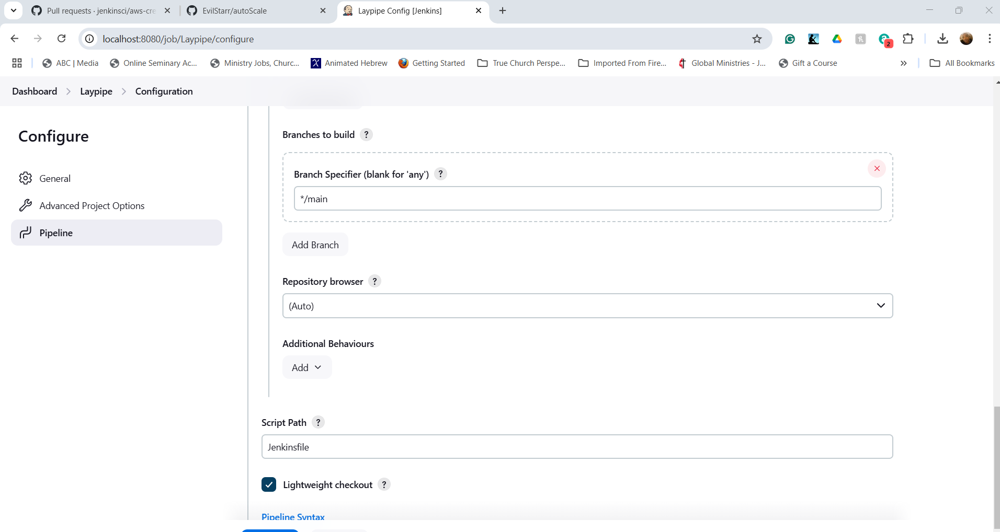 Pull requests · jenkinsci/aws-cre
EvilStarr/autoScale
Laypipe Config [Jenkins]
localhost:8080/job/Laypipe/configure
2
ABC | Media
Online Seminary Ac...
Ministry Jobs, Churc...
Animated Hebrew
Getting Started
True Church Perspe...
Imported From Fire...
Global Ministries - J...
Gift a Course
»
All Bookmarks
Dashboard > Laypipe > Configuration
Configure
General
Advanced Project Options
Pipeline
Branches to build ?
Branch Specifier (blank for 'any') ?
*/main
Add Branch
Repository browser ?
(Auto)
Additional Behaviours
Add
Script Path ?
Jenkinsfile
Lightweight checkout ?
Pipeline Syntax